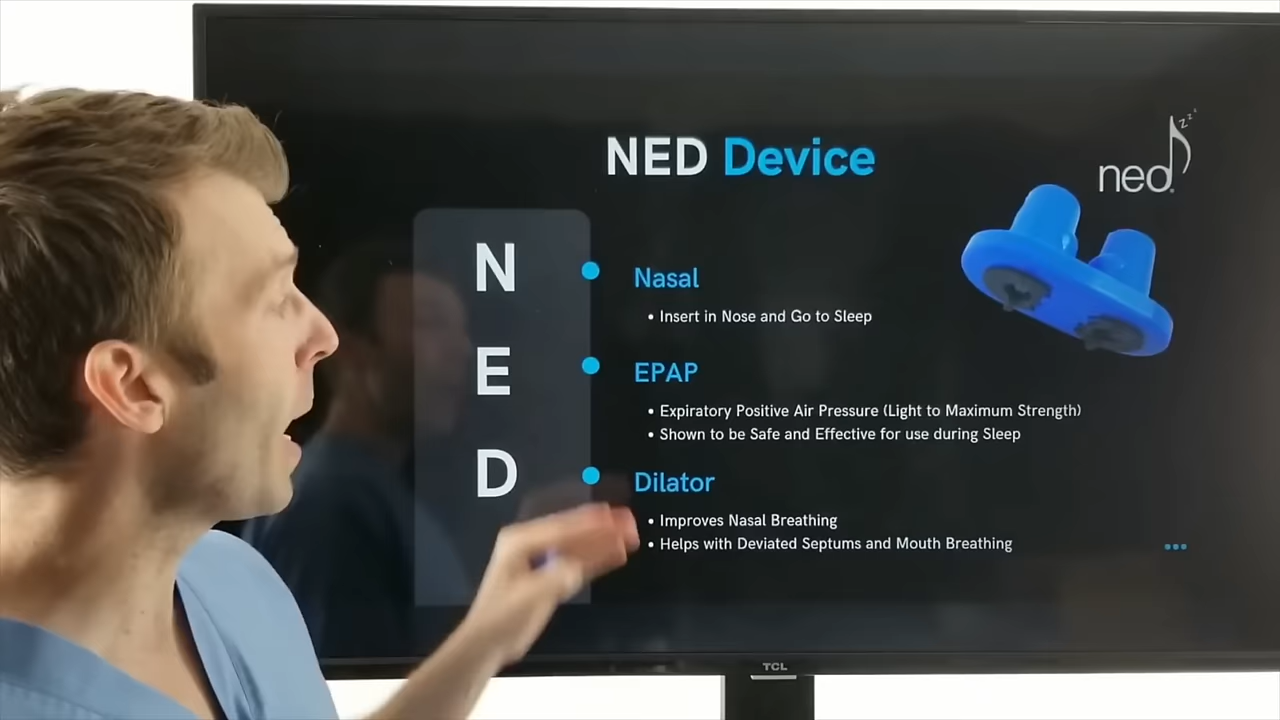 NED Device
zzz
ned
N
Nasal
• Insert in Nose and Go to Sleep
E
EPAP
• Expiratory Positive Air Pressure (Light to Maximum Strength)
• Shown to be Safe and Effective for use during Sleep
D
Dilator
• Improves Nasal Breathing
• Helps with Deviated Septums and Mouth Breathing
TCL